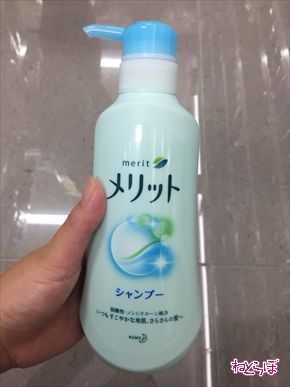 merit
メリット
シャンプー
弱酸性・ノンシリコーン処方
いつもすこやかな地肌、さらさらの髪へ
ねとらぼ